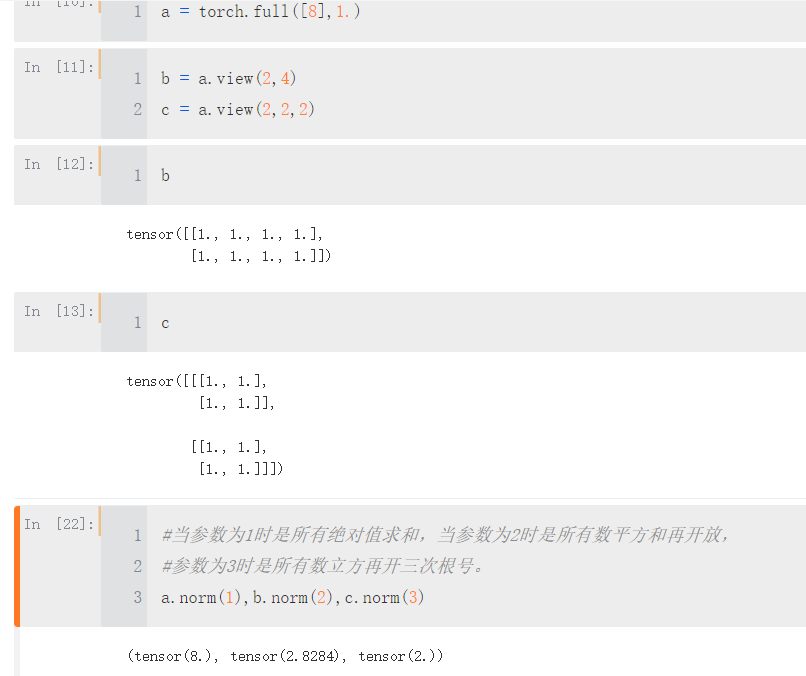 In [10]:
1 a = torch.full([8],1.)
In [11]:
1 b = a.view(2,4)
2 c = a.view(2,2,2)
In [12]:
1 b
tensor([[1., 1., 1., 1.],
[1., 1., 1., 1.]])
In [13]:
1 c
tensor([[[1., 1.],
[1., 1.]],
[[1., 1.],
[1., 1.]]])
In [22]:
1 #当参数为1时是所有绝对值求和，当参数为2时是所有数平方和再开放，
2 #参数为3时是所有数立方再开三次根号。
3 a.norm(1),b.norm(2),c.norm(3)
(tensor(8.), tensor(2.8284), tensor(2.))